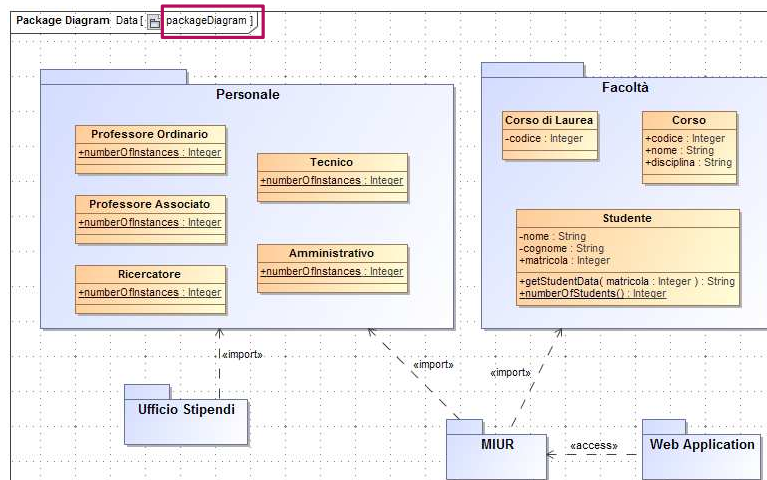 Package Diagram Data [ packageDiagram ]
Personale
Professore Ordinario
+numberOfInstances : Integer
Professore Associato
+numberOfInstances : Integer
Ricercatore
+numberOfInstances : Integer
Tecnico
+numberOfInstances : Integer
Amministrativo
+numberOfInstances : Integer
Facoltà
Corso di Laurea
-codice : Integer
Corso
+codice : Integer
+nome : String
+disciplina : String
Studente
-nome : String
-cognome : String
+matricola : Integer
+getStudentData( matricola : Integer ) : String
+numberOfStudents() : Integer
«import»
«import»
«import»
Ufficio Stipendi
MIUR
«access»
Web Application